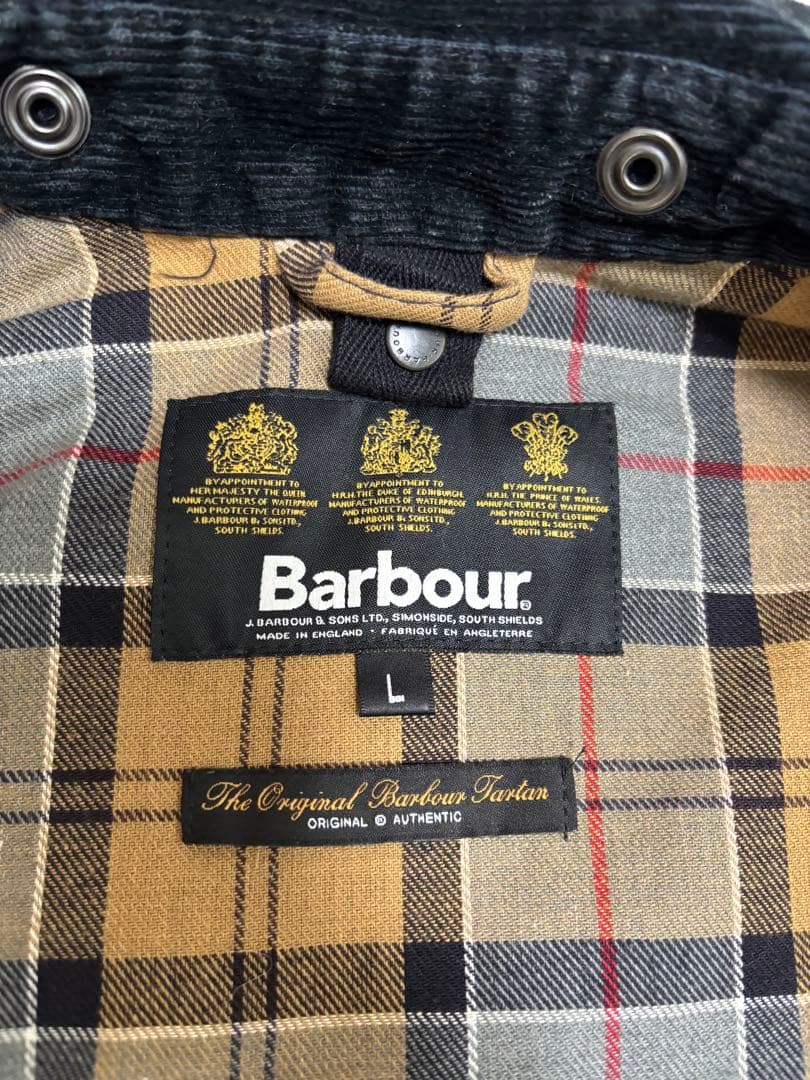 BARBOUR
BY APPOINTMENT TO
HER MAJESTY THE QUEEN
MANUFACTURERS OF WATERPROOF
AND PROTECTIVE CLOTHING
J.BARBOUR & SONS LTD.,
SOUTH SHIELDS.
BY APPOINTMENT TO
H.R.H. THE DUKE OF EDINBURGH,
MANUFACTURERS OF WATERPROOF
AND PROTECTIVE CLOTHING
J.BARBOUR & SONS LTD.,
SOUTH SHIELDS.
BY APPOINTMENT TO
H.R.H. THE PRINCE OF WALES,
MANUFACTURERS OF WATERPROOF
AND PROTECTIVE CLOTHING
J.BARBOUR & SONS LTD.,
SOUTH SHIELDS.
Barbour®
J. BARBOUR & SONS LTD., SIMONSIDE, SOUTH SHIELDS
MADE IN ENGLAND · FABRIQUÉ EN ANGLETERRE
L
The Original Barbour Tartan
ORIGINAL ® AUTHENTIC